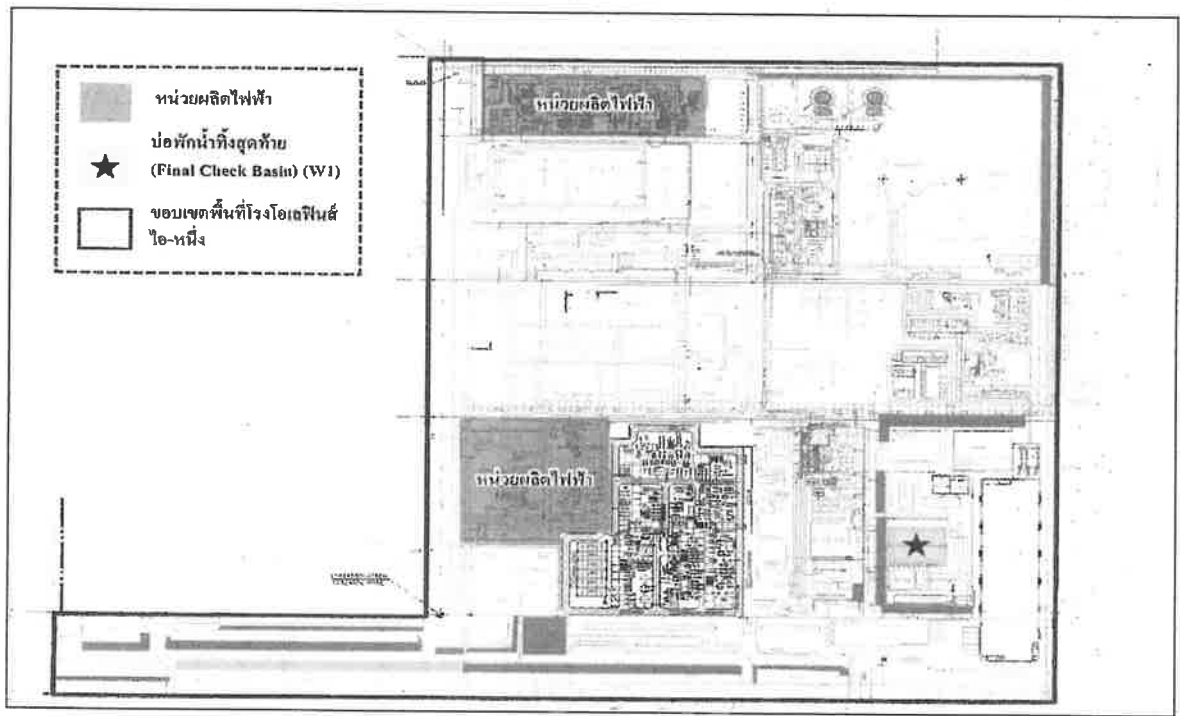 หน่วยผลิตไฟฟ้า
บ่อพักน้ำทิ้งสุดท้าย
(Final Check Basin) (W1)
ขอบเขตพื้นที่โรงโอเลฟินส์
ไอ-หนึ่ง
หน่วยผลิตไฟฟ้า
หน่วยผลิตไฟฟ้า